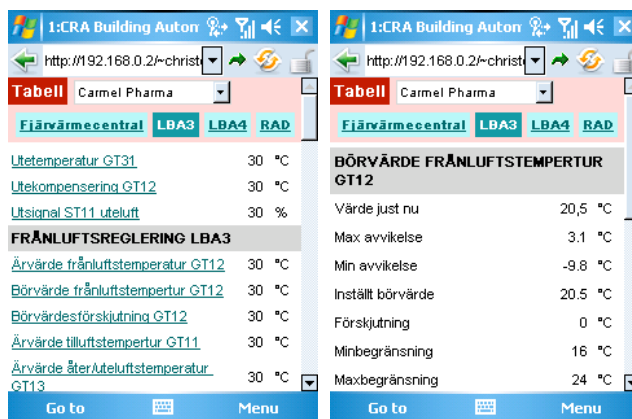 1:CRA Building Autom
http://192.168.0.2/~christ
Tabell Carmel Pharma
Fjärvärmecentral LBA3 LBA4 RAD
Utetemperatur GT31 30 °C
Utekompensering GT12 30 °C
Utsignal ST11 uteluft 30 %
FRÅNLUFTSREGLERING LBA3
Ärvärde frånluftstemperatur GT12 30 °C
Börvärde frånluftstempertur GT12 30 °C
Börvärdesförskjutning GT12 30 °C
Ärvärde tilluftstempertur GT11 30 °C
Ärvärde åter/uteluftstemperatur
GT13 30 °C
Go to Menu
1:CRA Building Autom
http://192.168.0.2/~christ
Tabell Carmel Pharma
Fjärvärmecentral LBA3 LBA4 RAD
BÖRVÄRDE FRÅNLUFTSTEMPERTUR
GT12
Värde just nu 20,5 °C
Max avvikelse 3.1 °C
Min avvikelse -9.8 °C
Inställt börvärde 20.5 °C
Förskjutning 0 °C
Minbegränsning 16 °C
Maxbegränsning 24 °C
Go to Menu